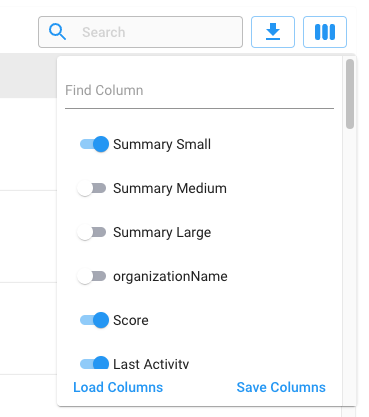 Search
Find Column
Summary Small
Summary Medium
Summary Large
organizationName
Score
Last Activity
Load Columns
Save Columns